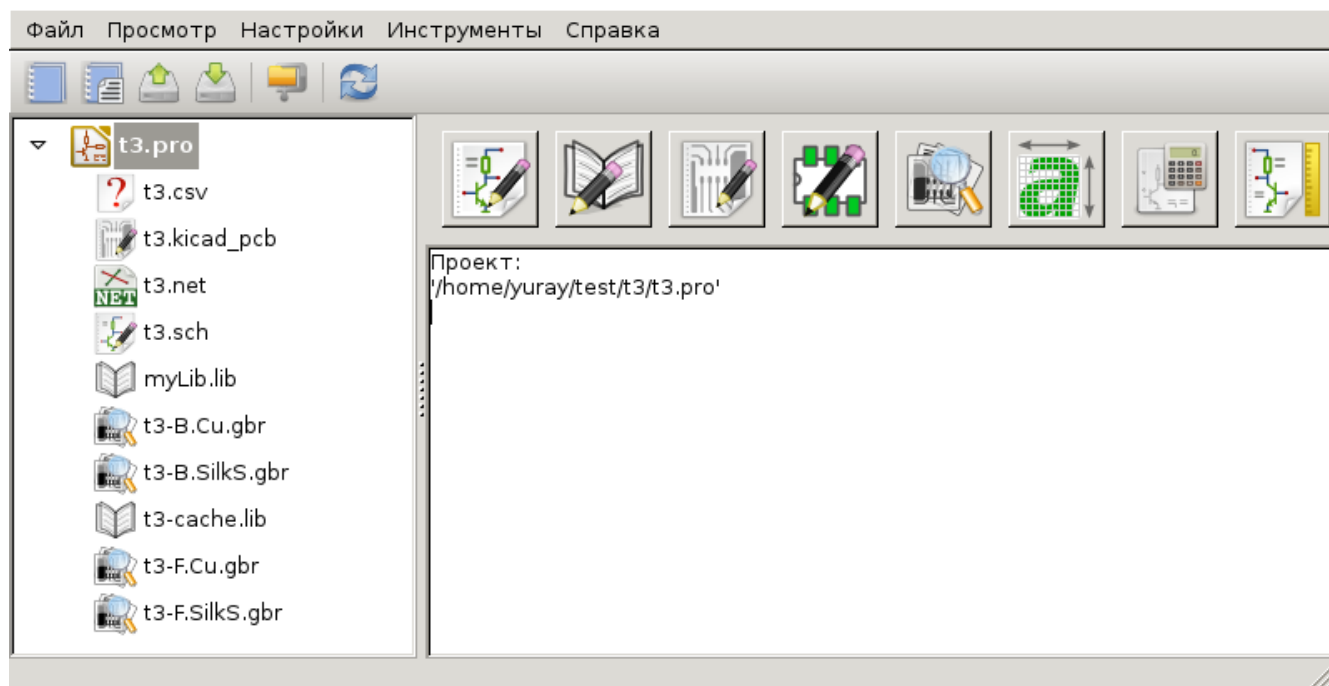 Файл Просмотр Настройки Инструменты Справка
t3.pro
t3.csv
t3.kicad_pcb
NET t3.net
t3.sch
myLib.lib
t3-B.Cu.gbr
t3-B.SilkS.gbr
t3-cache.lib
t3-F.Cu.gbr
t3-F.SilkS.gbr
Проект:
'/home/yuray/test/t3/t3.pro'